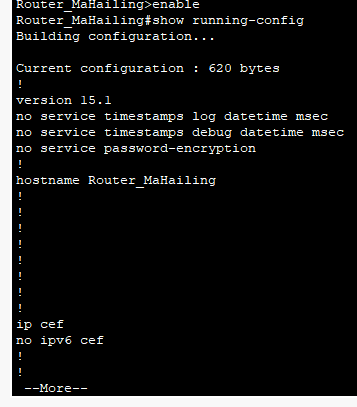 Router_MaHailing>enable
Router_MaHailing#show running-config
Building configuration...
Current configuration : 620 bytes
!
version 15.1
no service timestamps log datetime msec
no service timestamps debug datetime msec
no service password-encryption
!
hostname Router_MaHailing
!
!
!
!
!
!
!
!
ip cef
no ipv6 cef
!
!
--More--